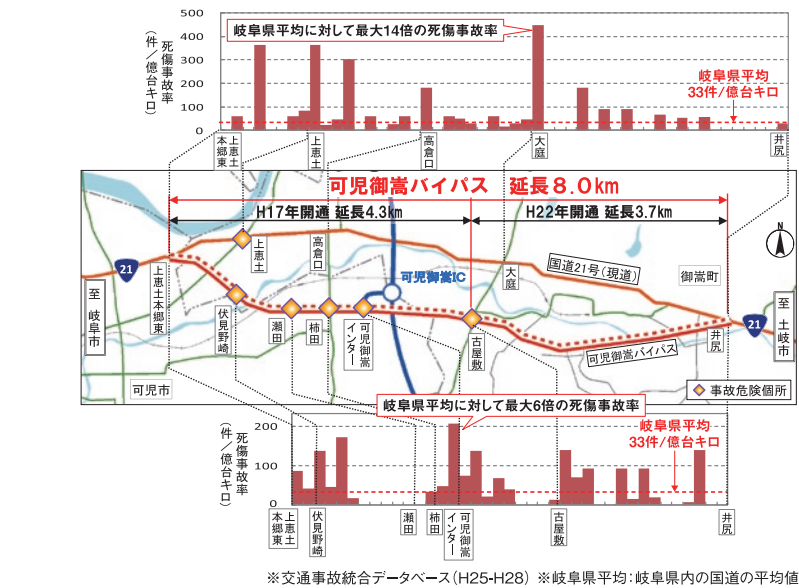 死傷事故率
（件／億台キロ）
500
400
300
200
100
0
岐阜県平均に対して最大14倍の死傷事故率
岐阜県平均
33件/億台キロ
上恵土
本郷東
上恵土
高倉口
大庭
井尻
可児御嵩バイパス 延長8.0km
H17年開通 延長4.3km
H22年開通 延長3.7km
N
21
至 岐阜市
上恵土本郷東
上恵土
高倉口
可児御嵩IC
大庭
国道21号(現道)
御嵩町
伏見野崎
瀬田
柿田
可児御嵩
インター
古屋敷
可児御嵩バイパス
井尻
21
至 土岐市
可児市
事故危険個所
岐阜県平均に対して最大6倍の死傷事故率
死傷事故率
（件／億台キロ）
200
100
0
岐阜県平均
33件/億台キロ
上恵土
本郷東
伏見野崎
瀬田
柿田
可児御嵩
インター
古屋敷
井尻
※交通事故統合データベース(H25-H28) ※岐阜県平均：岐阜県内の国道の平均値